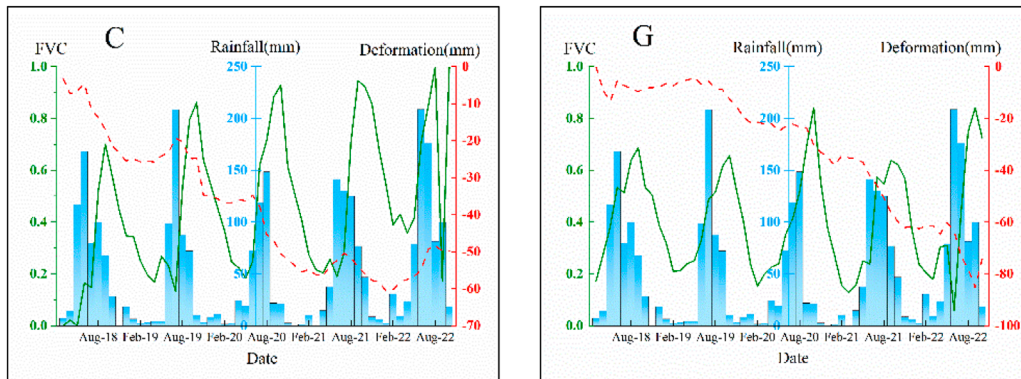 C
FVC Rainfall(mm) Deformation(mm)
1.0 250 0
0.8 200 -10
0.6 150 -20
0.4 100 -30
0.2 50 -40
0.0 0 -50
-60
-70
Aug-18 Feb-19 Aug-19 Feb-20 Aug-20 Feb-21 Aug-21 Feb-22 Aug-22
Date
G
FVC Rainfall(mm) Deformation(mm)
1.0 250 0
0.8 200 -20
0.6 150 -40
0.4 100 -60
0.2 50 -80
0.0 0 -100
Aug-18 Feb-19 Aug-19 Feb-20 Aug-20 Feb-21 Aug-21 Feb-22 Aug-22
Date